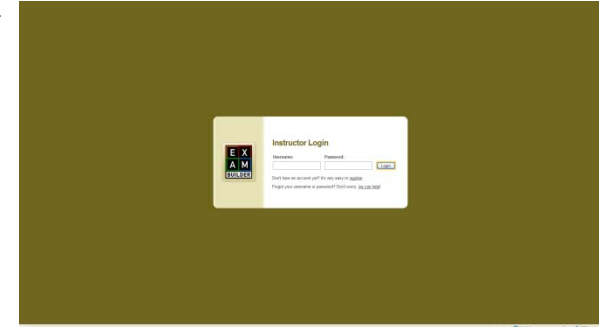 E X
A M
BUILDER
Instructor Login
Username: Password:
Login
Don't have an account yet? It's very easy to register
Forgot your username or password? Don't worry, we can help!